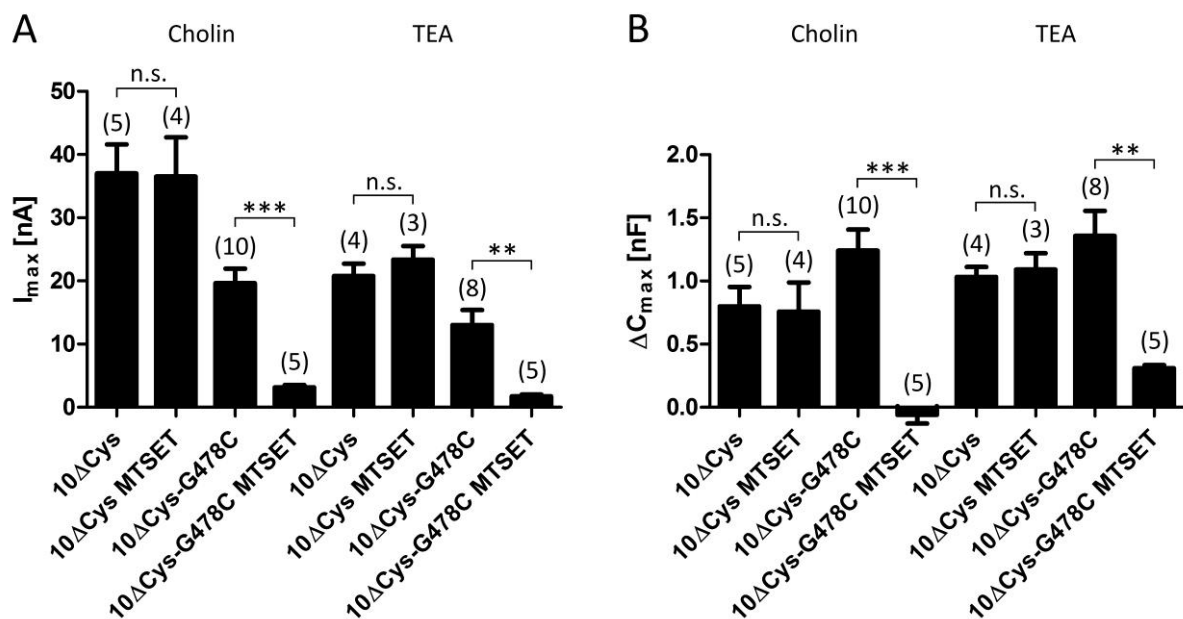 A
Cholin
TEA
I max [nA]
50
40
30
20
10
0
n.s.
(5)
(4)
***
(10)
(5)
n.s.
(4)
(3)
**
(8)
(5)
10ΔCys
10ΔCys MTSET
10ΔCys-G478C
10ΔCys-G478C MTSET
10ΔCys
10ΔCys MTSET
10ΔCys-G478C
10ΔCys-G478C MTSET
B
Cholin
TEA
ΔC max [nF]
2.0
1.5
1.0
0.5
0.0
n.s.
(5)
(4)
***
(10)
(5)
n.s.
(4)
(3)
**
(8)
(5)
10ΔCys
10ΔCys MTSET
10ΔCys-G478C
10ΔCys-G478C MTSET
10ΔCys
10ΔCys MTSET
10ΔCys-G478C
10ΔCys-G478C MTSET